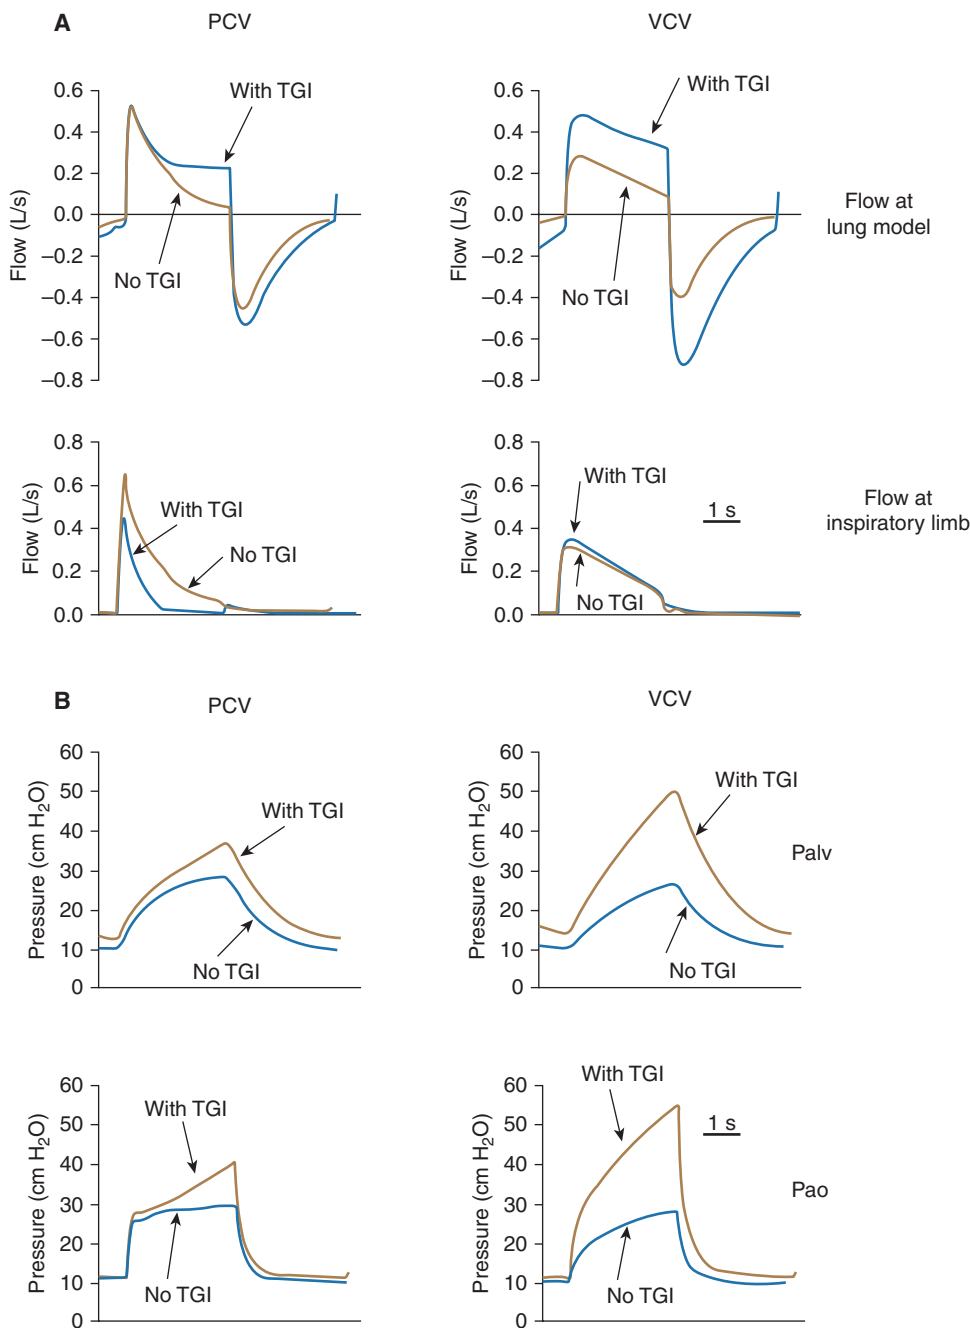 A
PCV
VCV
Flow (L/s)
0.6
0.4
0.2
0.0
–0.2
–0.4
–0.6
–0.8
With TGI
No TGI
Flow (L/s)
0.6
0.4
0.2
0.0
–0.2
–0.4
–0.6
–0.8
With TGI
No TGI
Flow at
lung model
Flow (L/s)
0.8
0.6
0.4
0.2
0.0
With TGI
No TGI
Flow (L/s)
0.8
0.6
0.4
0.2
0.0
With TGI
No TGI
1 s
Flow at
inspiratory limb
B
PCV
VCV
Pressure (cm H₂O)
60
50
40
30
20
10
0
With TGI
No TGI
Pressure (cm H₂O)
60
50
40
30
20
10
0
With TGI
No TGI
Palv
Pressure (cm H₂O)
60
50
40
30
20
10
0
With TGI
No TGI
Pressure (cm H₂O)
60
50
40
30
20
10
0
With TGI
No TGI
1 s
Pao